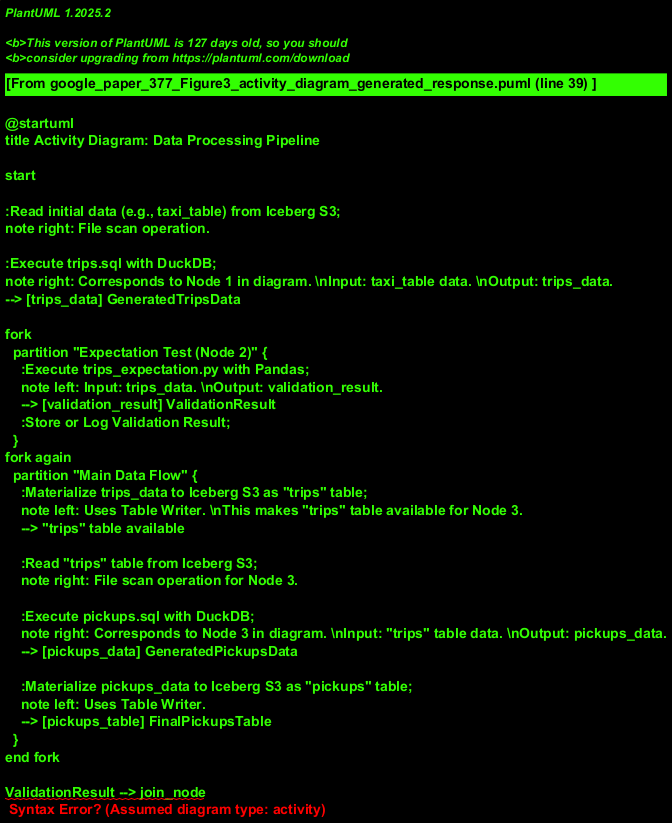 PlantUML 1.2025.2
<b>This version of PlantUML is 127 days old, so you should
<b>consider upgrading from https://plantuml.com/download
[From google_paper_377_Figure3_activity_diagram_generated_response.puml (line 39) ]
@startuml
title Activity Diagram: Data Processing Pipeline
start
:Read initial data (e.g., taxi_table) from Iceberg S3;
note right: File scan operation.
:Execute trips.sql with DuckDB;
note right: Corresponds to Node 1 in diagram. \nInput: taxi_table data. \nOutput: trips_data.
--> [trips_data] GeneratedTripsData
fork
partition "Expectation Test (Node 2)" {
:Execute trips_expectation.py with Pandas;
note left: Input: trips_data. \nOutput: validation_result.
--> [validation_result] ValidationResult
:Store or Log Validation Result;
}
fork again
partition "Main Data Flow" {
:Materialize trips_data to Iceberg S3 as "trips" table;
note left: Uses Table Writer. \nThis makes "trips" table available for Node 3.
--> "trips" table available
:Read "trips" table from Iceberg S3;
note right: File scan operation for Node 3.
:Execute pickups.sql with DuckDB;
note right: Corresponds to Node 3 in diagram. \nInput: "trips" table data. \nOutput: pickups_data.
--> [pickups_data] GeneratedPickupsData
:Materialize pickups_data to Iceberg S3 as "pickups" table;
note left: Uses Table Writer.
--> [pickups_table] FinalPickupsTable
}
end fork
ValidationResult --> join_node
Syntax Error? (Assumed diagram type: activity)